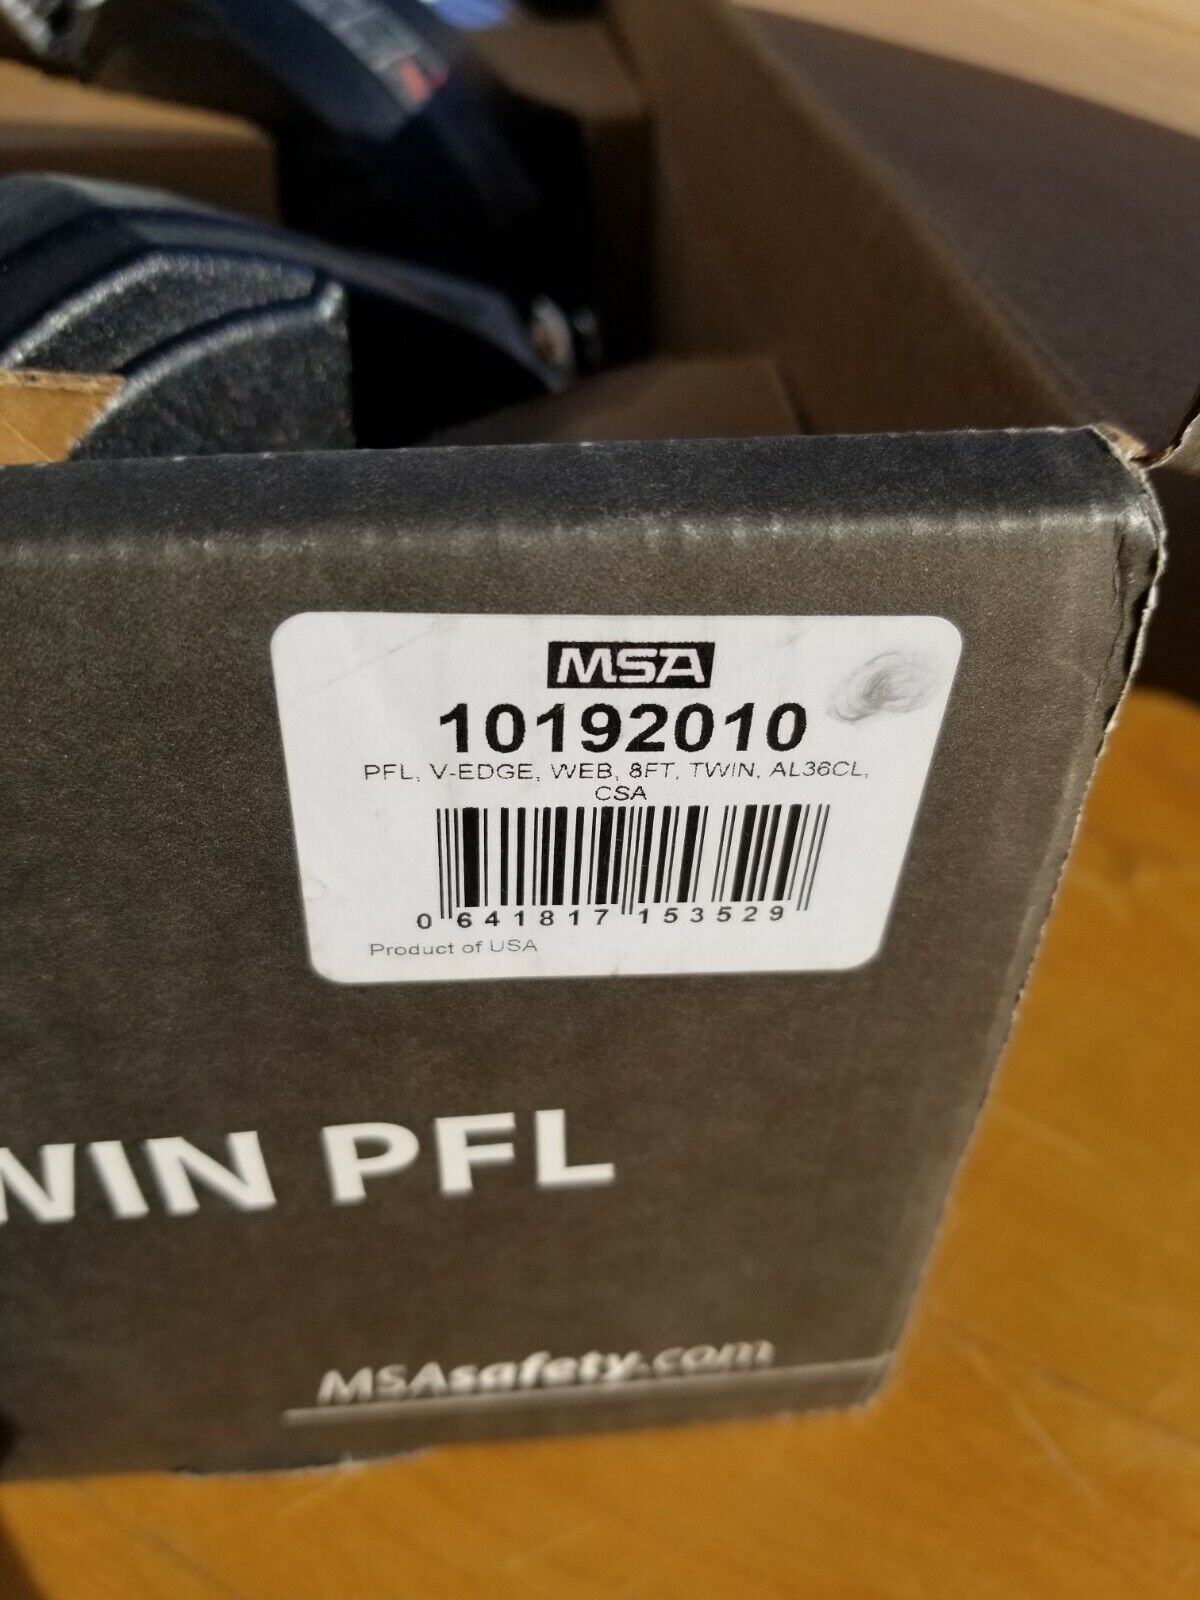 MSA
10192010
PFL, V-EDGE, WEB, 8FT, TWIN, AL36CL,
CSA
0 641817 153529
Product of USA
WIN PFL
MSAsafety.com